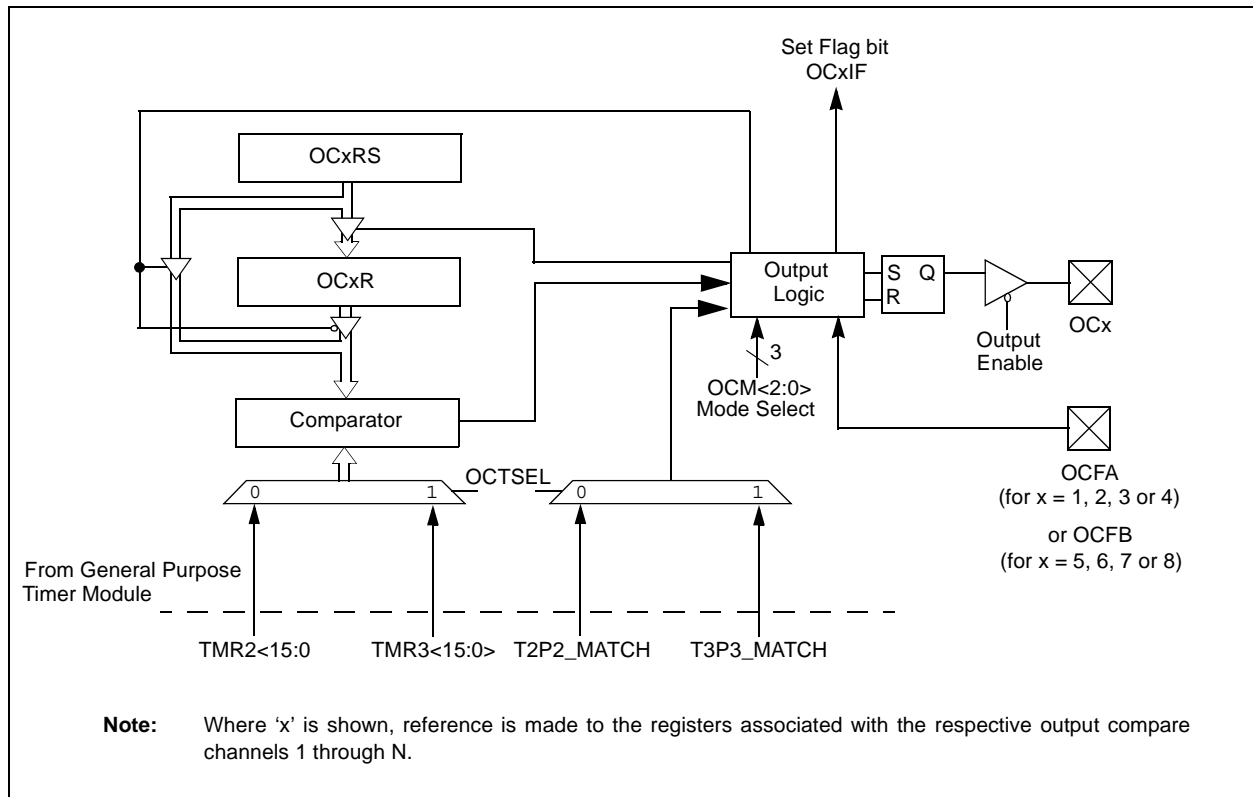 Set Flag bit
OCxIF
OCxRS
OCxR
Output
Logic
S Q
R
OCx
Output
Enable
3
OCM<2:0>
Mode Select
Comparator
OCFA
(for x = 1, 2, 3 or 4)
or OCFB
(for x = 5, 6, 7 or 8)
0 1 OCTSEL 0 1
From General Purpose
Timer Module
TMR2<15:0 TMR3<15:0> T2P2_MATCH T3P3_MATCH
Note: Where ‘x’ is shown, reference is made to the registers associated with the respective output compare
channels 1 through N.